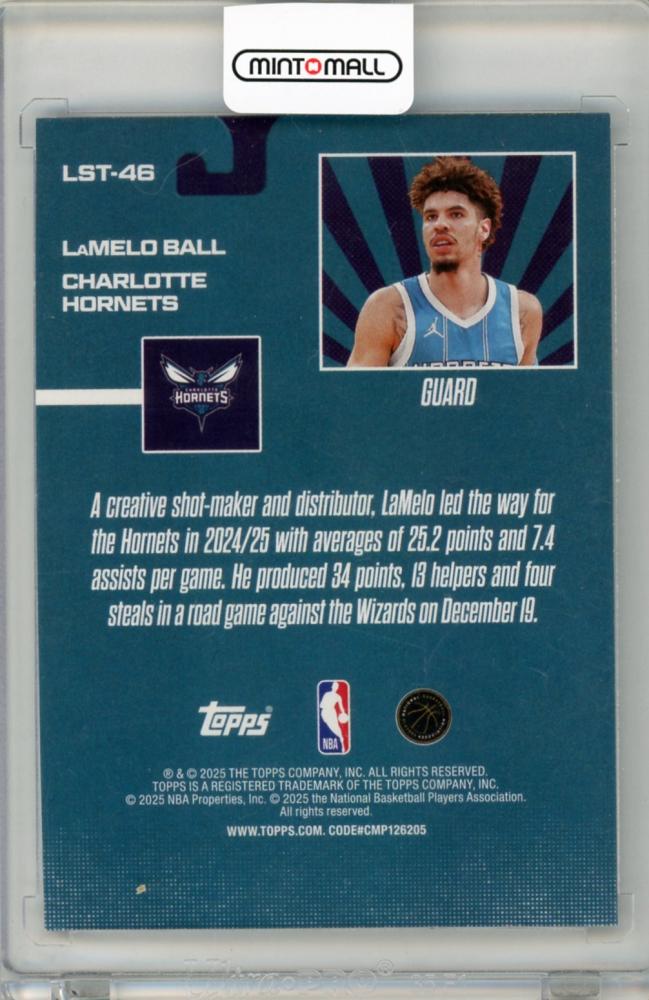 MINTMALL
LST-46
LAMELO BALL
CHARLOTTE
HORNETS
CHARLOTTE
HORNETS
GUARD
A creative shot-maker and distributor, LaMelo led the way for
the Hornets in 2024/25 with averages of 25.2 points and 7.4
assists per game. He produced 34 points, 13 helpers and four
steals in a road game against the Wizards on December 19.
Topps
NBA
® & © 2025 THE TOPPS COMPANY, INC. ALL RIGHTS RESERVED.
TOPPS IS A REGISTERED TRADEMARK OF THE TOPPS COMPANY, INC.
© 2025 NBA Properties, Inc. © 2025 the National Basketball Players Association.
All rights reserved.
WWW.TOPPS.COM. CODE#CMP126205